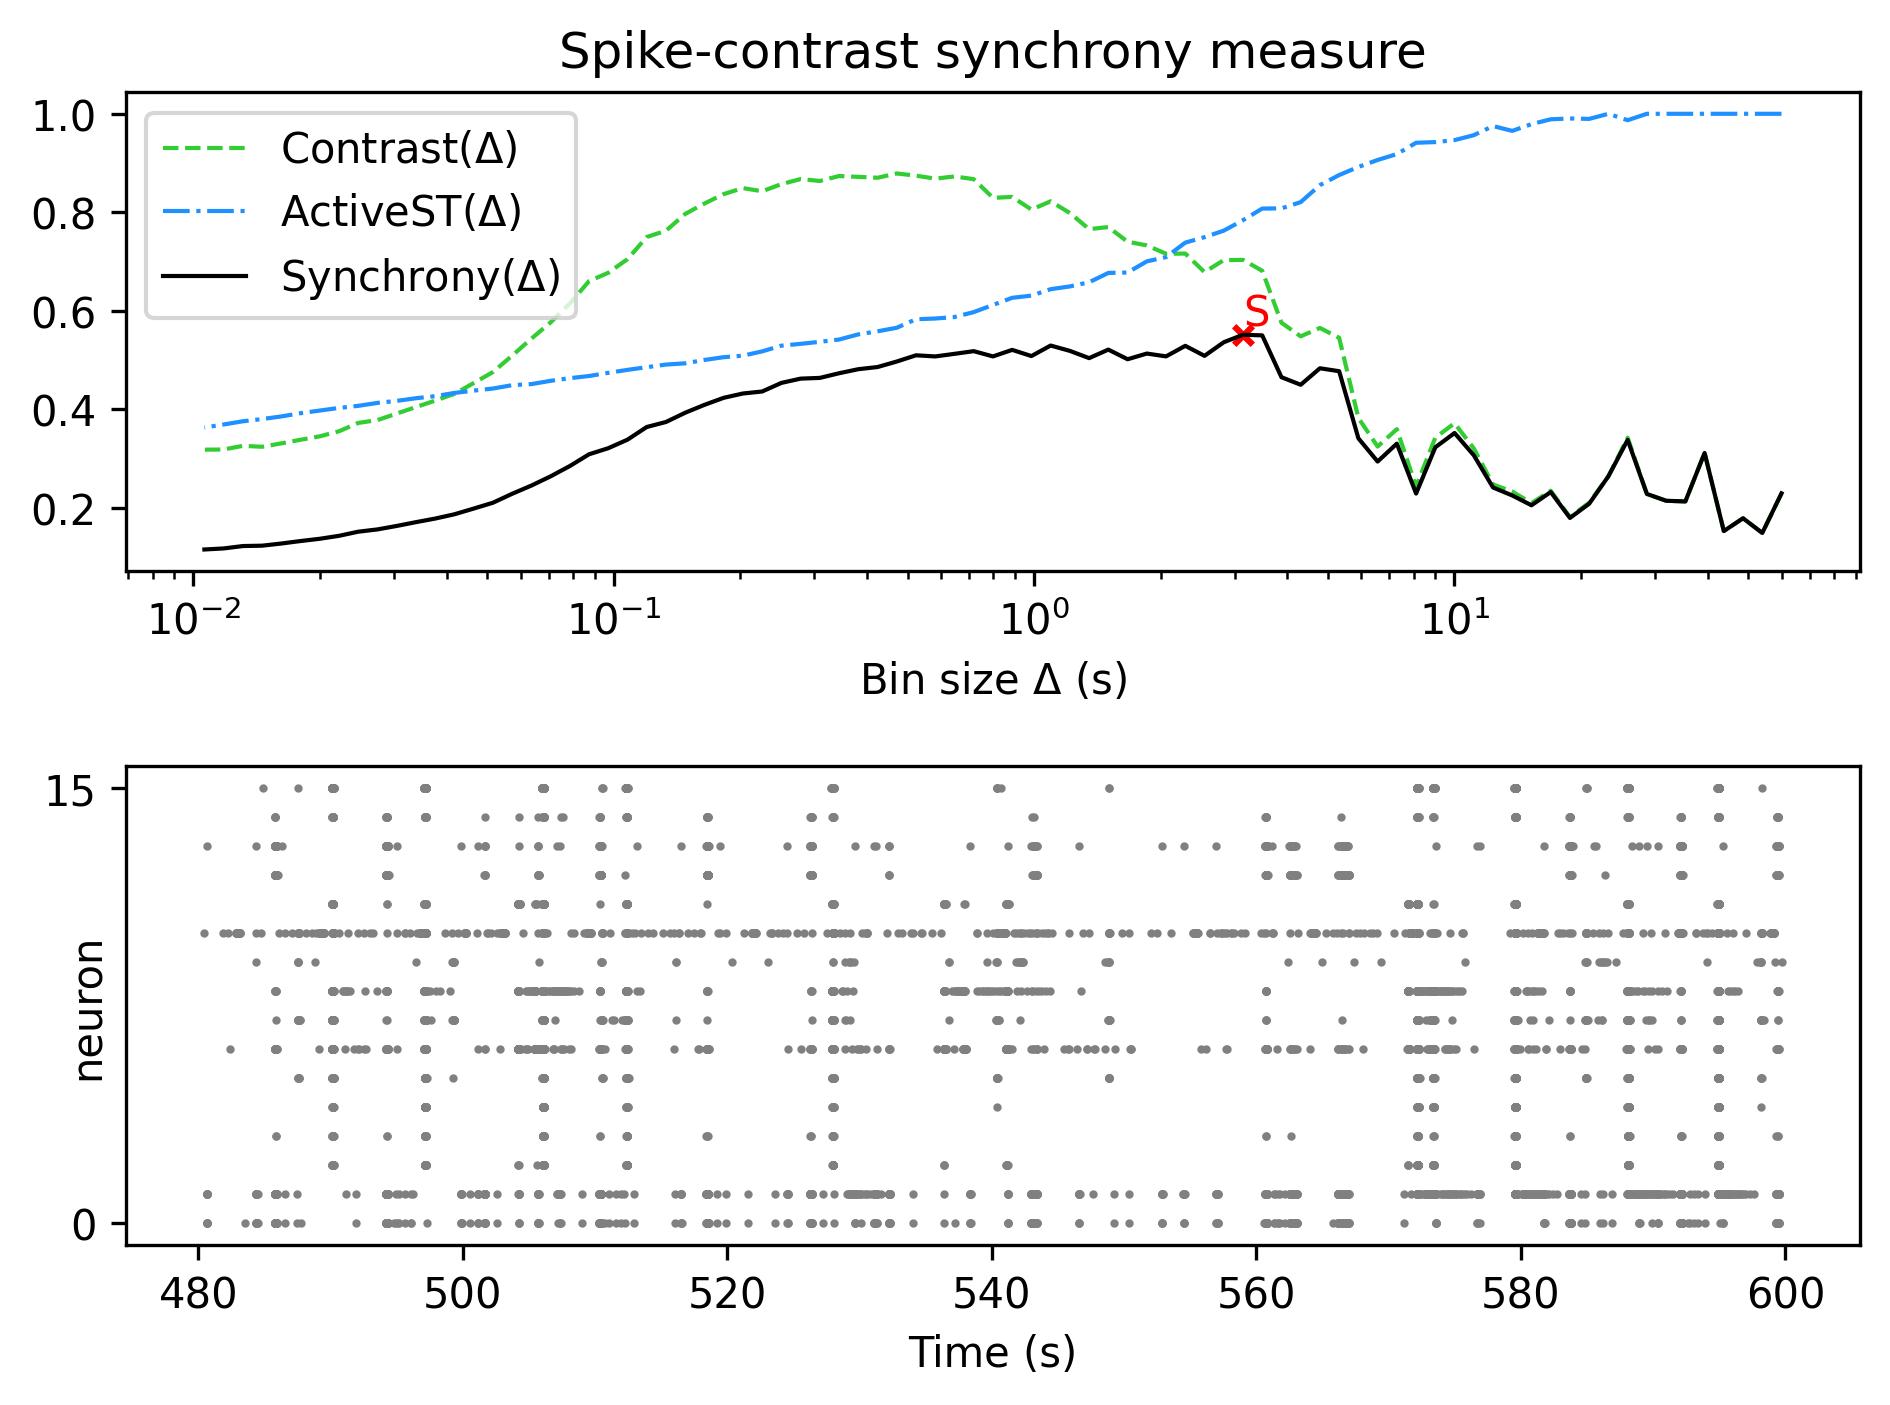 Spike-contrast synchrony measure
1.0
0.8
0.6
0.4
0.2
Contrast(Δ)
ActiveST(Δ)
Synchrony(Δ)
S
10⁻² 10⁻¹ 10⁰ 10¹
Bin size Δ (s)
15
neuron
0
480 500 520 540 560 580 600
Time (s)